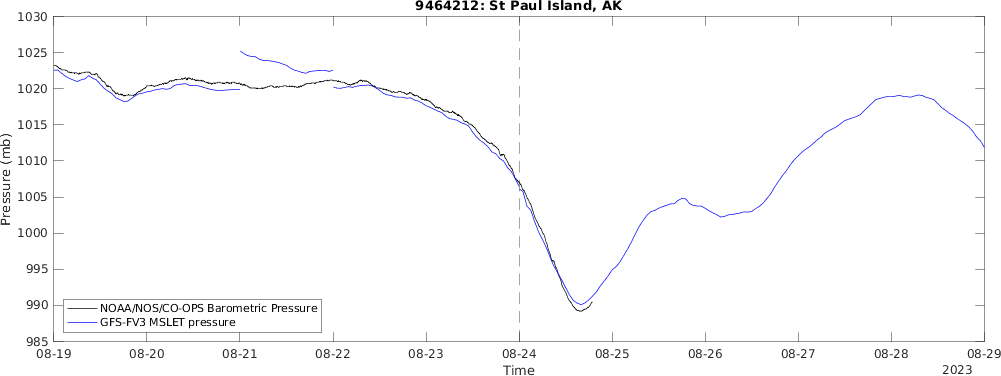 9464212: St Paul Island, AK
Pressure (mb)
1030
1025
1020
1015
1010
1005
1000
995
990
985
NOAA/NOS/CO-OPS Barometric Pressure
GFS-FV3 MSLET pressure
08-19 08-20 08-21 08-22 08-23 08-24 08-25 08-26 08-27 08-28 08-29
Time
2023